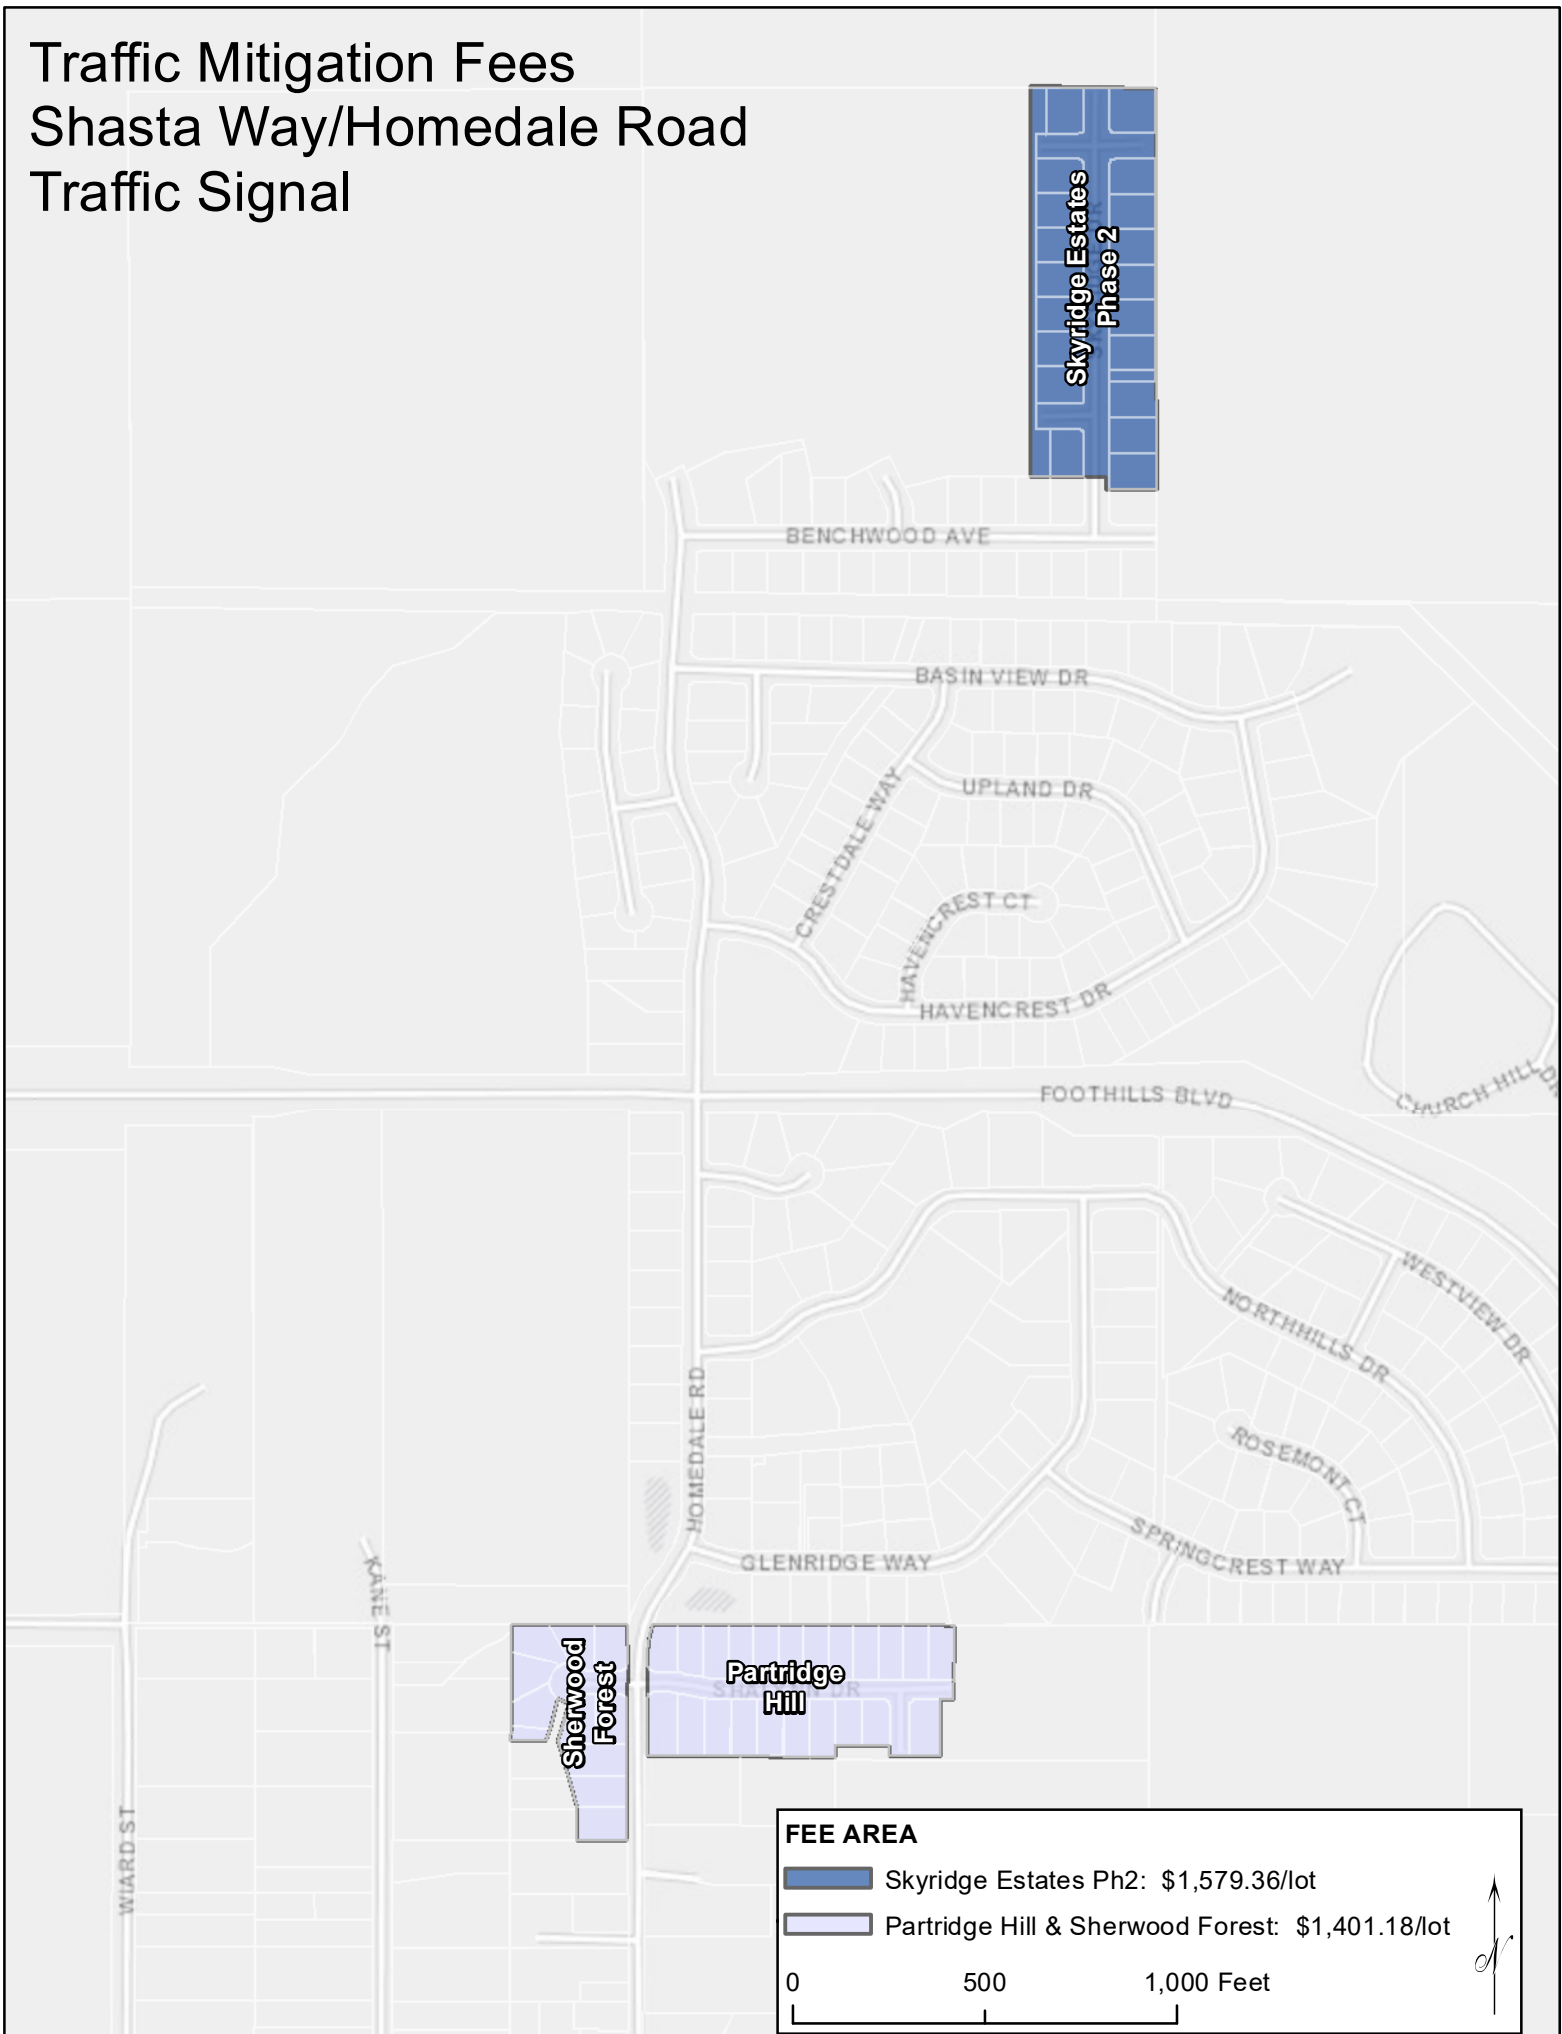 Traffic Mitigation Fees
Shasta Way/Homedale Road
Traffic Signal
Skyridge Estates
Phase 2
BENCHWOOD AVE
BASIN VIEW DR
UPLAND DR
CRESTDALE WAY
HAVENCREST CT
HAVENCREST DR
FOOTHILLS BLVD
CHURCH HILL DR
WESTVIEW DR
NORTHHILLS DR
HOMEDALE RD
ROSEMONT CT
SPRINGCREST WAY
GLENRIDGE WAY
KANE ST
Sherwood
Forest
Partridge
Hill
WIARD ST
FEE AREA
Skyridge Estates Ph2: $1,579.36/lot
Partridge Hill & Sherwood Forest: $1,401.18/lot
0 500 1,000 Feet
N